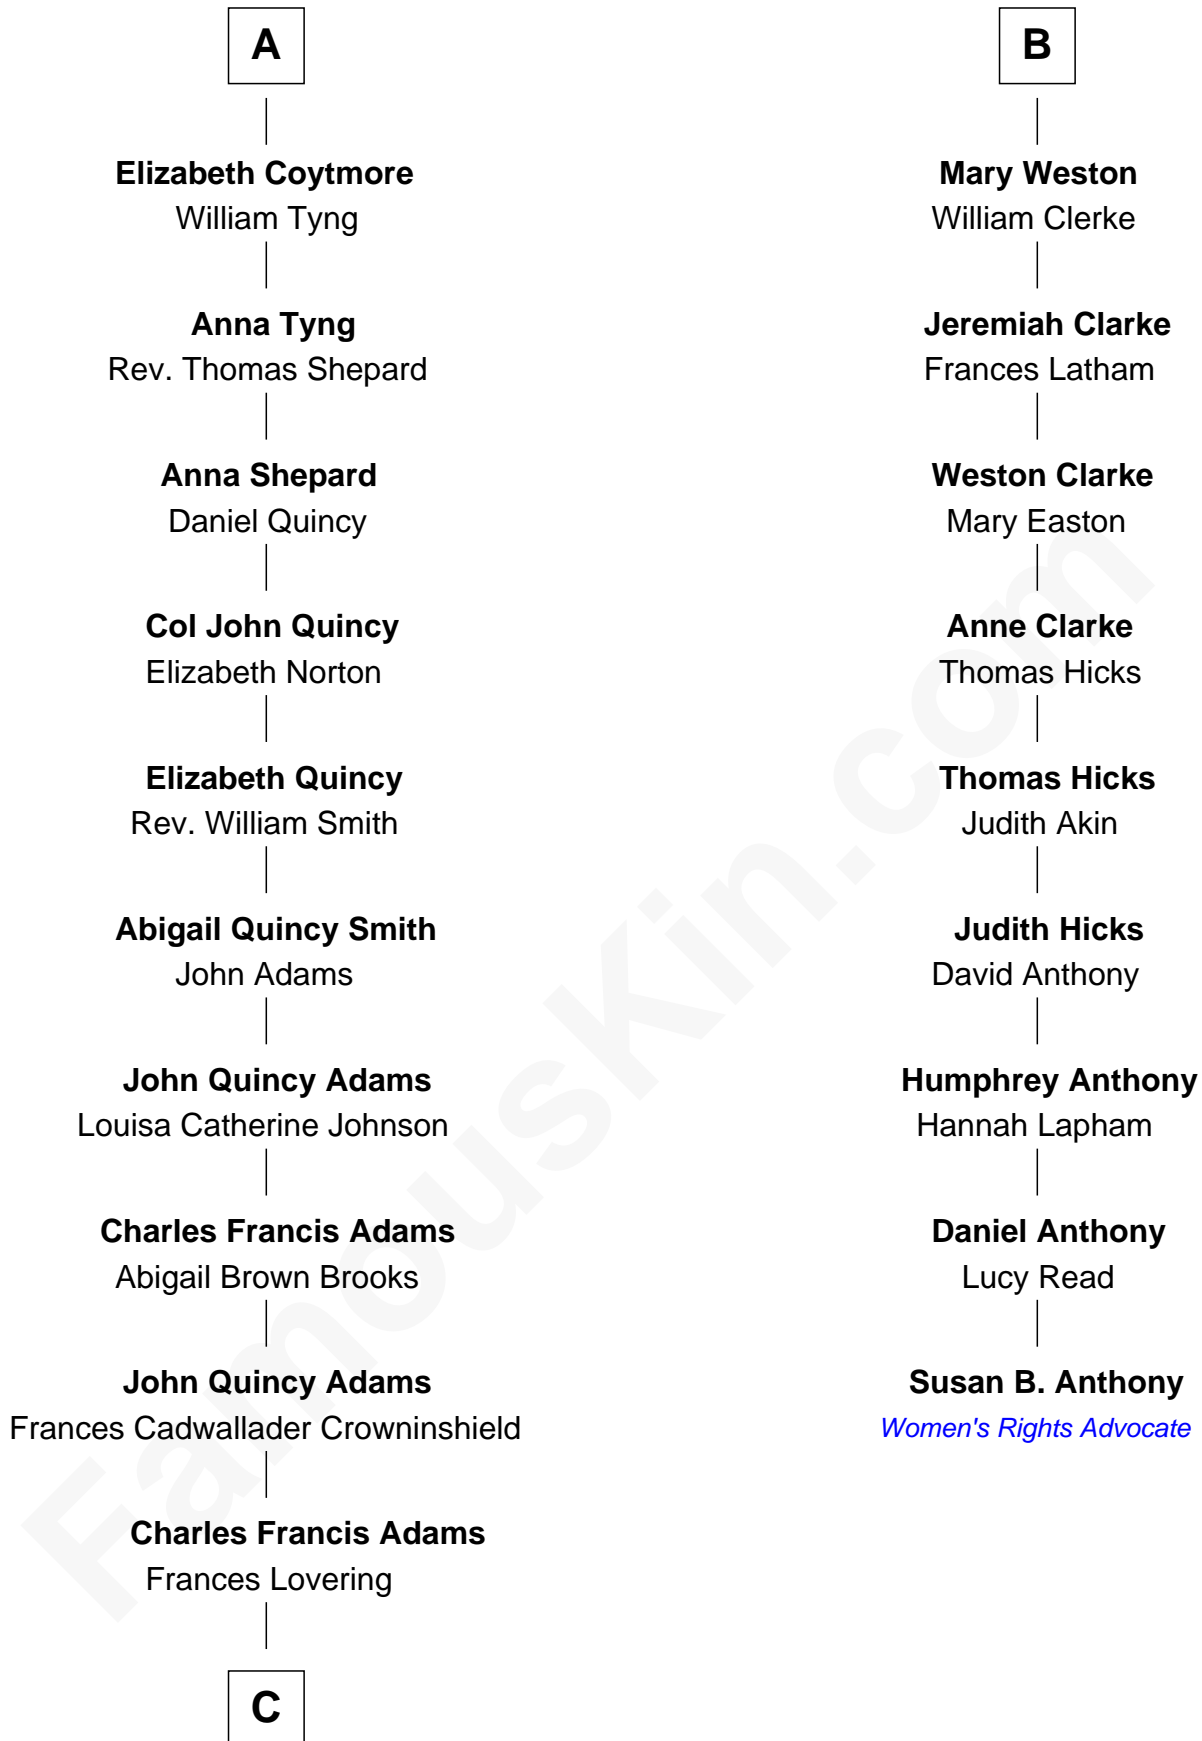 A
Elizabeth Coytmore
William Tyng
Anna Tyng
Rev. Thomas Shepard
Anna Shepard
Daniel Quincy
Col John Quincy
Elizabeth Norton
Elizabeth Quincy
Rev. William Smith
Abigail Quincy Smith
John Adams
John Quincy Adams
Louisa Catherine Johnson
Charles Francis Adams
Abigail Brown Brooks
John Quincy Adams
Frances Cadwallader Crowninshield
Charles Francis Adams
Frances Lovering
C
B
Mary Weston
William Clerke
Jeremiah Clarke
Frances Latham
Weston Clarke
Mary Easton
Anne Clarke
Thomas Hicks
Thomas Hicks
Judith Akin
Judith Hicks
David Anthony
Humphrey Anthony
Hannah Lapham
Daniel Anthony
Lucy Read
Susan B. Anthony
Women's Rights Advocate
FamousKin.com